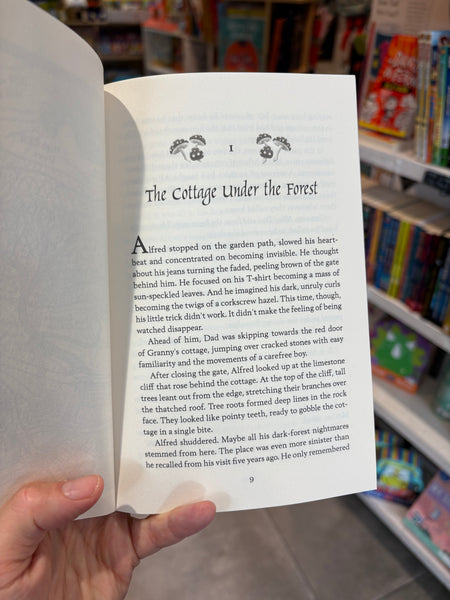 1
The Cottage Under the Forest
Alfred stopped on the garden path, slowed his heart-
beat and concentrated on becoming invisible. He thought
about his jeans turning the faded, peeling brown of the gate
behind him. He focused on his T-shirt becoming a mass of
sun-speckled leaves. And he imagined his dark, unruly curls
becoming the twigs of a corkscrew hazel. This time, though,
his little trick didn't work. It didn't make the feeling of being
watched disappear.
Ahead of him, Dad was skipping towards the red door
of Granny's cottage, jumping over cracked stones with easy
familiarity and the movements of a carefree boy.
After closing the gate, Alfred looked up at the limestone
cliff that rose behind the cottage. At the top of the cliff, tall
trees leant out from the edge, stretching their branches over
the thatched roof. Tree roots formed deep lines in the rock
face. They looked like pointy teeth, ready to gobble the cot-
tage in a single bite.
Alfred shuddered. Maybe all his dark-forest nightmares
stemmed from here. The place was even more sinister than
he recalled from his visit five years ago. He only remembered
9